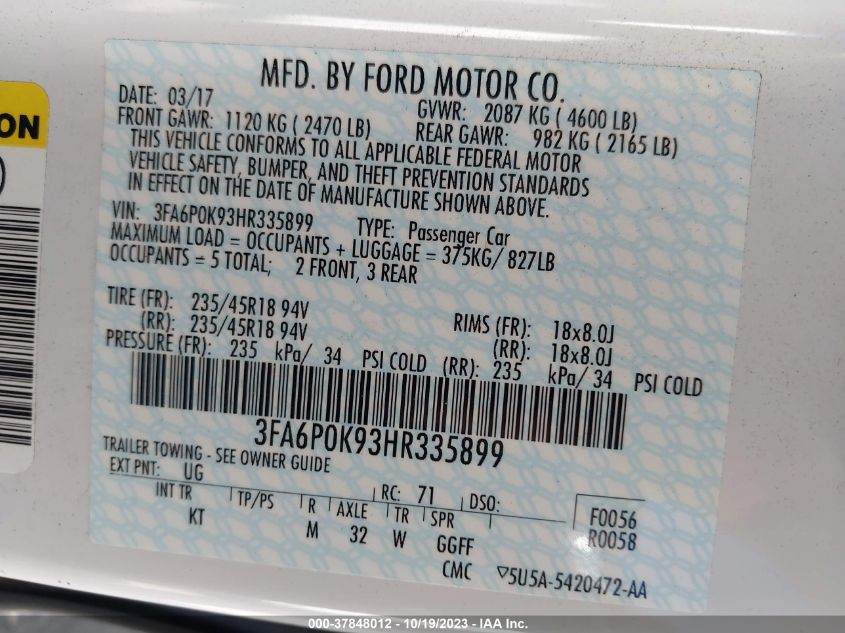 MFD. BY FORD MOTOR CO.
DATE: 03/17 GVWR: 2087 KG ( 4600 LB)
FRONT GAWR: 1120 KG ( 2470 LB) REAR GAWR: 982 KG ( 2165 LB)
THIS VEHICLE CONFORMS TO ALL APPLICABLE FEDERAL MOTOR
VEHICLE SAFETY, BUMPER, AND THEFT PREVENTION STANDARDS
IN EFFECT ON THE DATE OF MANUFACTURE SHOWN ABOVE.
VIN: 3FA6P0K93HR335899 TYPE: Passenger Car
MAXIMUM LOAD = OCCUPANTS + LUGGAGE = 375KG/ 827LB
OCCUPANTS = 5 TOTAL; 2 FRONT, 3 REAR
TIRE (FR): 235/45R18 94V RIMS (FR): 18x8.0J
(RR): 235/45R18 94V (RR): 18x8.0J
PRESSURE (FR): 235 kPa/ 34 PSI COLD (RR): 235 kPa/ 34 PSI COLD
3FA6P0K93HR335899
TRAILER TOWING - SEE OWNER GUIDE
EXT PNT: UG RC: 71 DSO:
INT TR TP/PS R AXLE TR SPR F0056
KT M 32 W GGFF R0058
CMC ▽5U5A-5420472-AA
ON
)
000-37848012 - 10/19/2023 - IAA Inc.